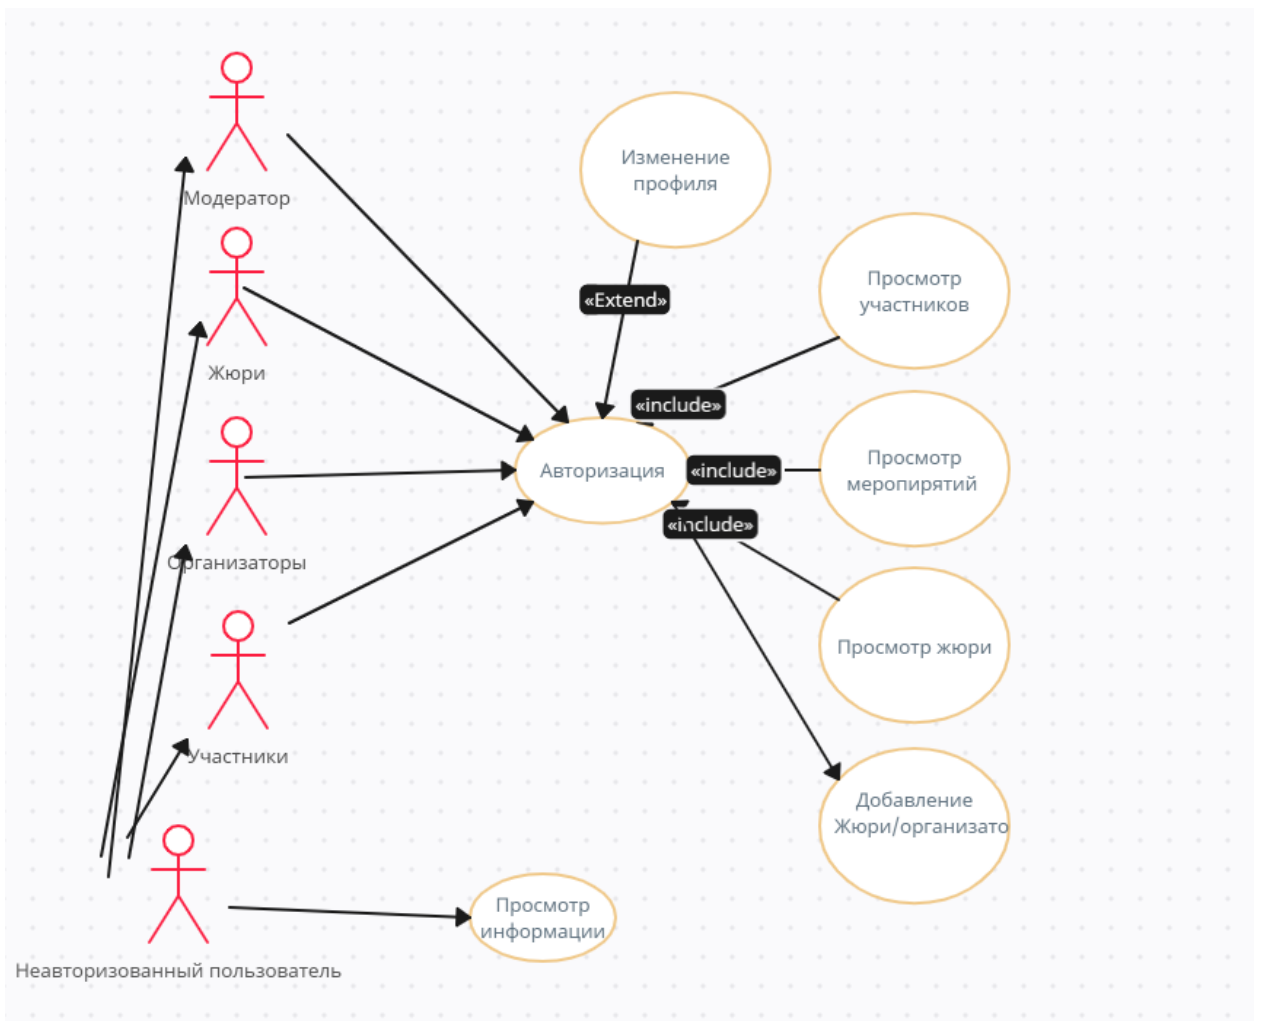 Модератор
Жюри
Организаторы
Участники
Неавторизованный пользователь
Изменение
профиля
«Extend»
Просмотр
участников
«include»
Авторизация
«include»
Просмотр
меропирятий
«include»
Просмотр жюри
Добавление
Жюри/организато
Просмотр
информации